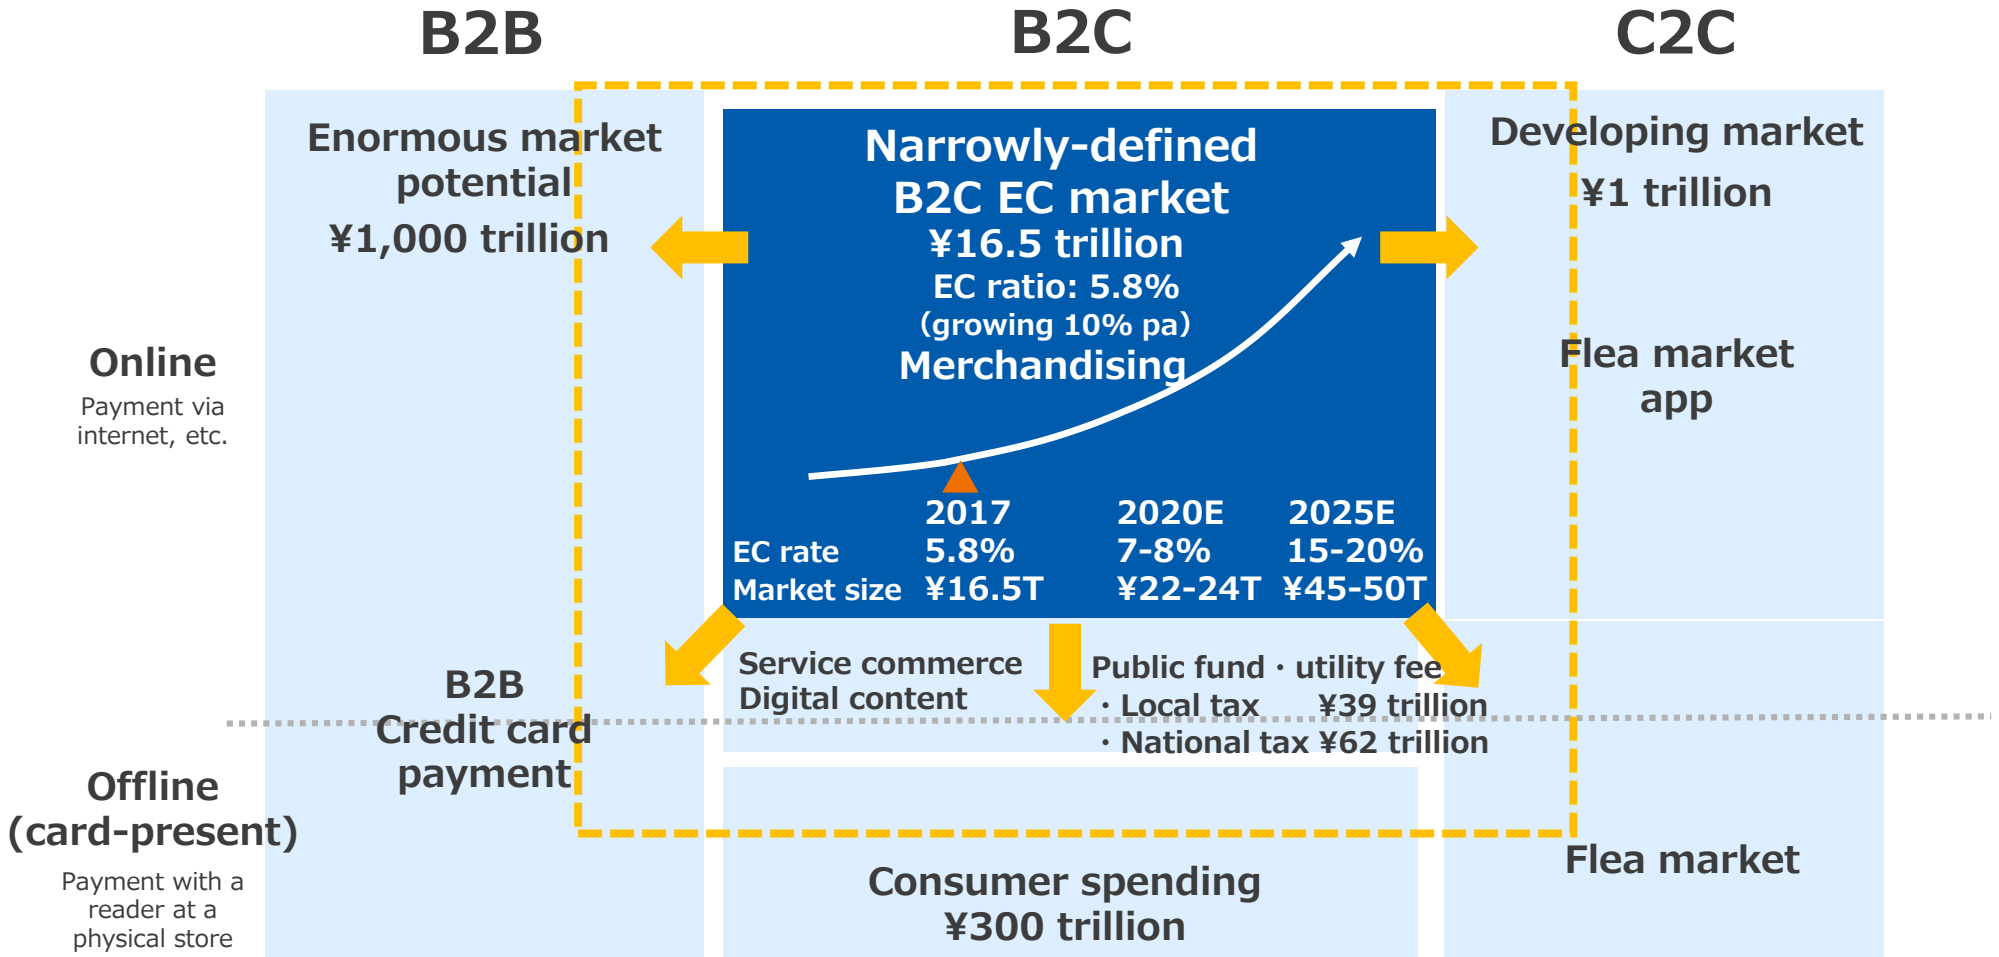 B2B
B2C
C2C
Enormous market
potential
¥1,000 trillion
Narrowly-defined
B2C EC market
¥16.5 trillion
EC ratio: 5.8%
(growing 10% pa)
Merchandising
Developing market
¥1 trillion
Flea market
app
Online
Payment via
internet, etc.
2017 2020E 2025E
EC rate 5.8% 7-8% 15-20%
Market size ¥16.5T ¥22-24T ¥45-50T
B2B
Credit card
payment
Service commerce
Digital content
Public fund・utility fee
・Local tax ¥39 trillion
・National tax ¥62 trillion
Offline
(card-present)
Payment with a
reader at a
physical store
Consumer spending
¥300 trillion
Flea market